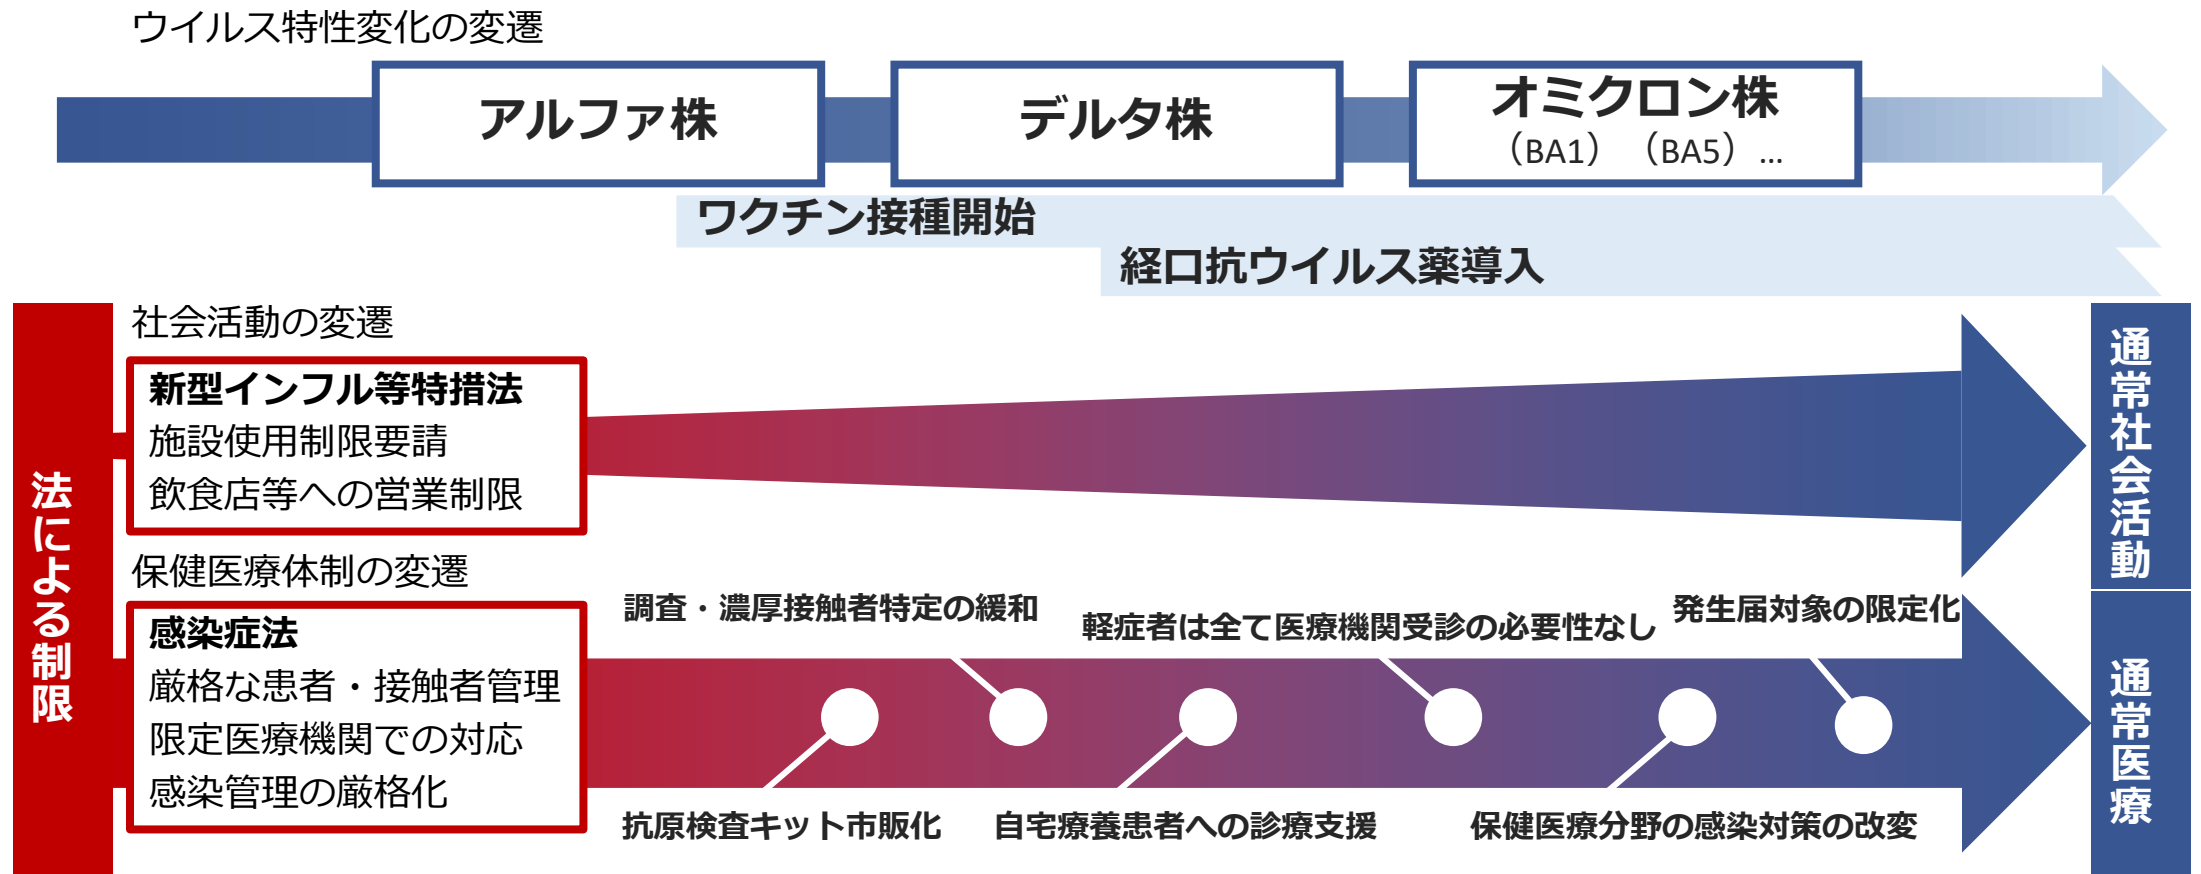 ウイルス特性変化の変遷
アルファ株
デルタ株
オミクロン株
（BA1）（BA5）…
ワクチン接種開始
経口抗ウイルス薬導入
法による制限
社会活動の変遷
新型インフル等特措法
施設使用制限要請
飲食店等への営業制限
通常社会活動
保健医療体制の変遷
感染症法
厳格な患者・接触者管理
限定医療機関での対応
感染管理の厳格化
調査・濃厚接触者特定の緩和
軽症者は全て医療機関受診の必要性なし
発生届対象の限定化
抗原検査キット市販化
自宅療養患者への診療支援
保健医療分野の感染対策の改変
通常医療